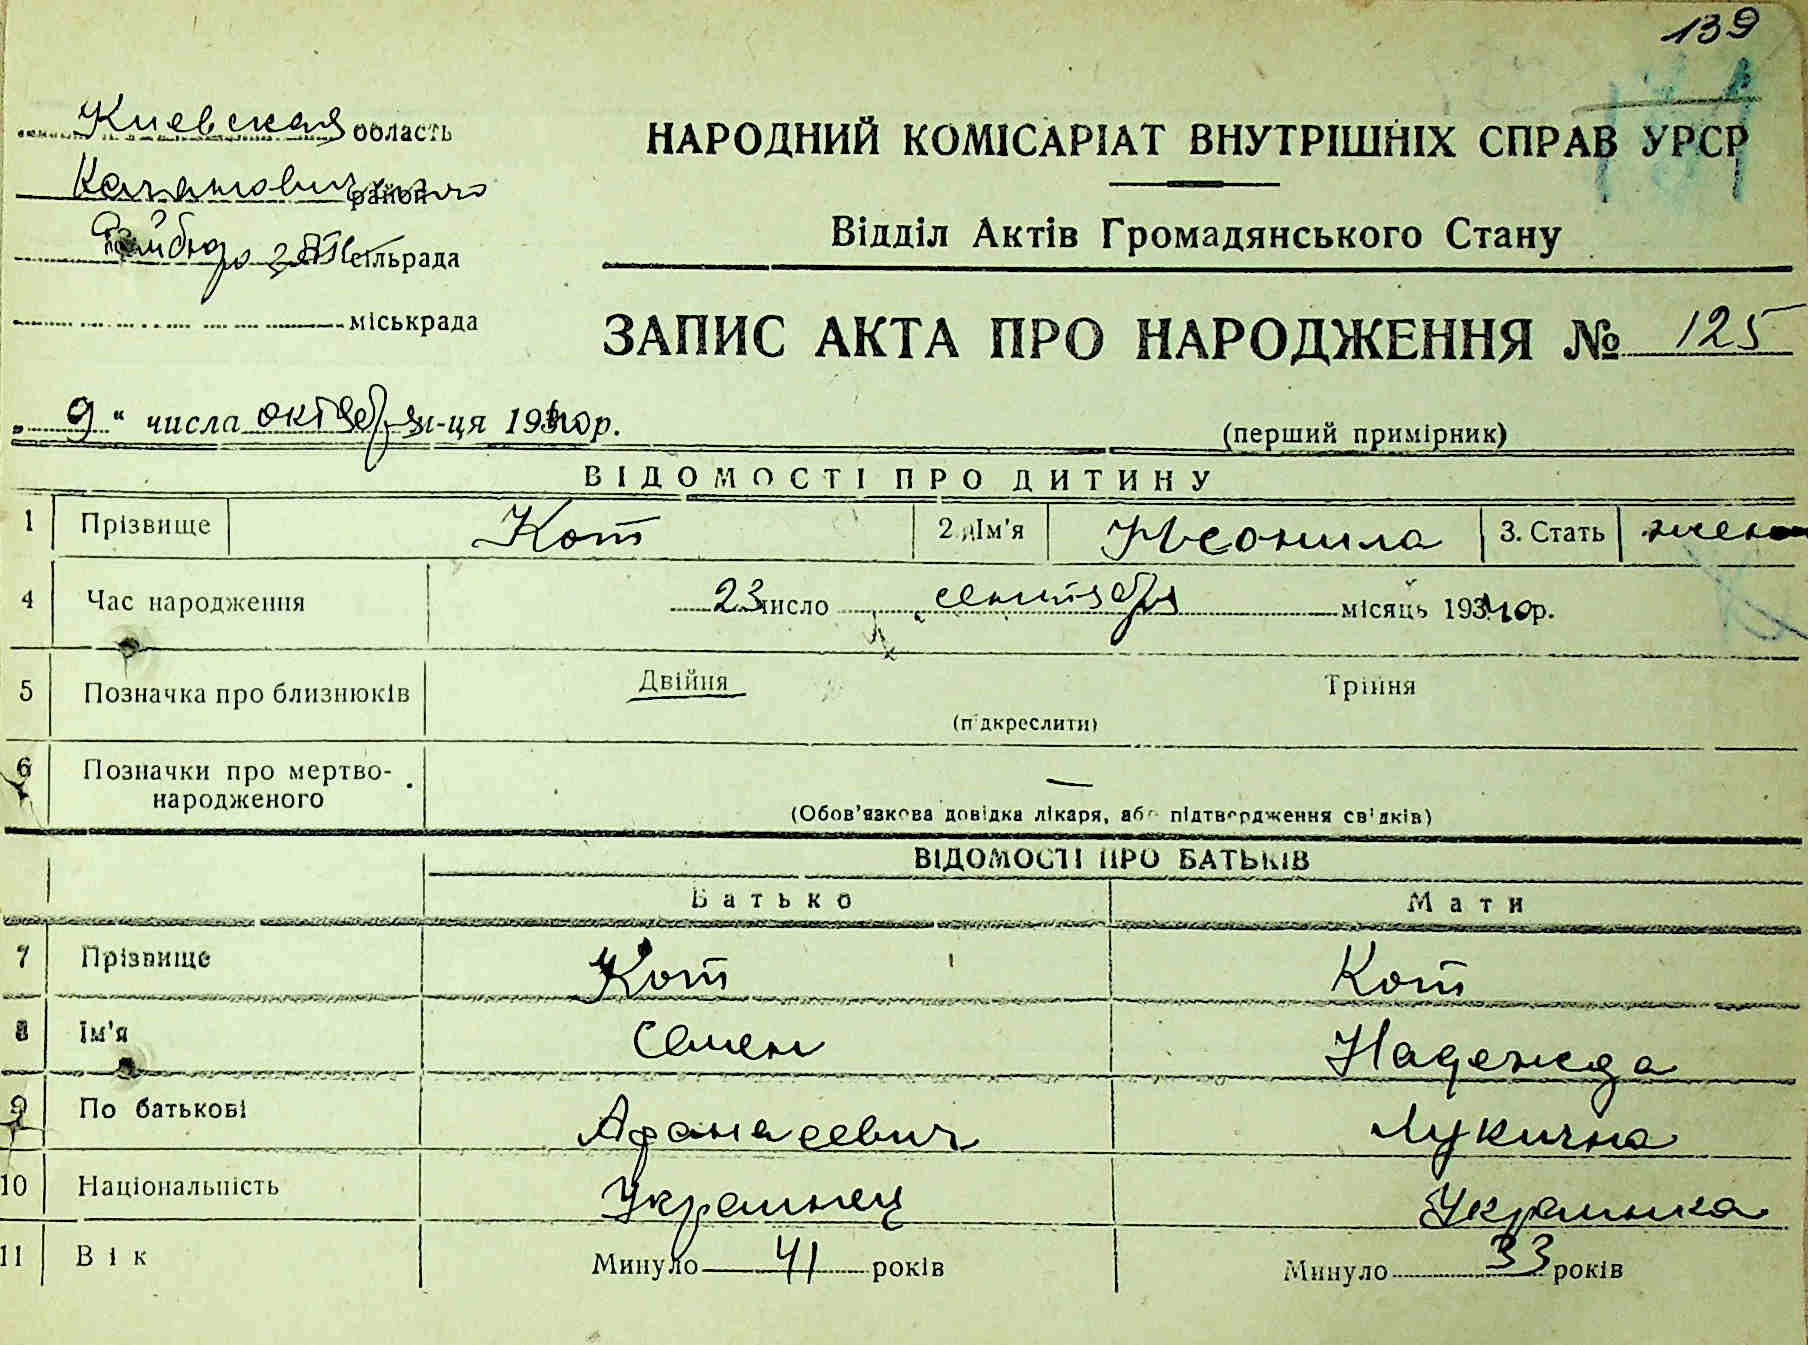 139
Киевская область
район
Райбюро ЗАГС сільрада
міськрада
НАРОДНИЙ КОМІСАРІАТ ВНУТРІШНІХ СПРАВ УРСР
Відділ Актів Громадянського Стану
ЗАПИС АКТА ПРО НАРОДЖЕННЯ № 125
„ 9 “ числа октября м-ця 1940 р.
(перший примірник)
ВІДОМОСТІ ПРО ДИТИНУ
1 Прізвище Кот 2. Ім'я 3. Стать жен
4 Час народження 23 число сентября місяць 1940 р.
5 Позначка про близнюків Двійня Трійня
(підкреслити)
6 Позначки про мертво-
народженого —
(Обов'язкова довідка лікаря, або підтвердження свідків)
ВІДОМОСТІ ПРО БАТЬКІВ
Батько Мати
7 Прізвище Кот Кот
8 Ім'я Семен Надежда
9 По батькові Афанасевич Лукична
10 Національність Украинец Украинка
11 Вік Минуло 41 років Минуло 33 років